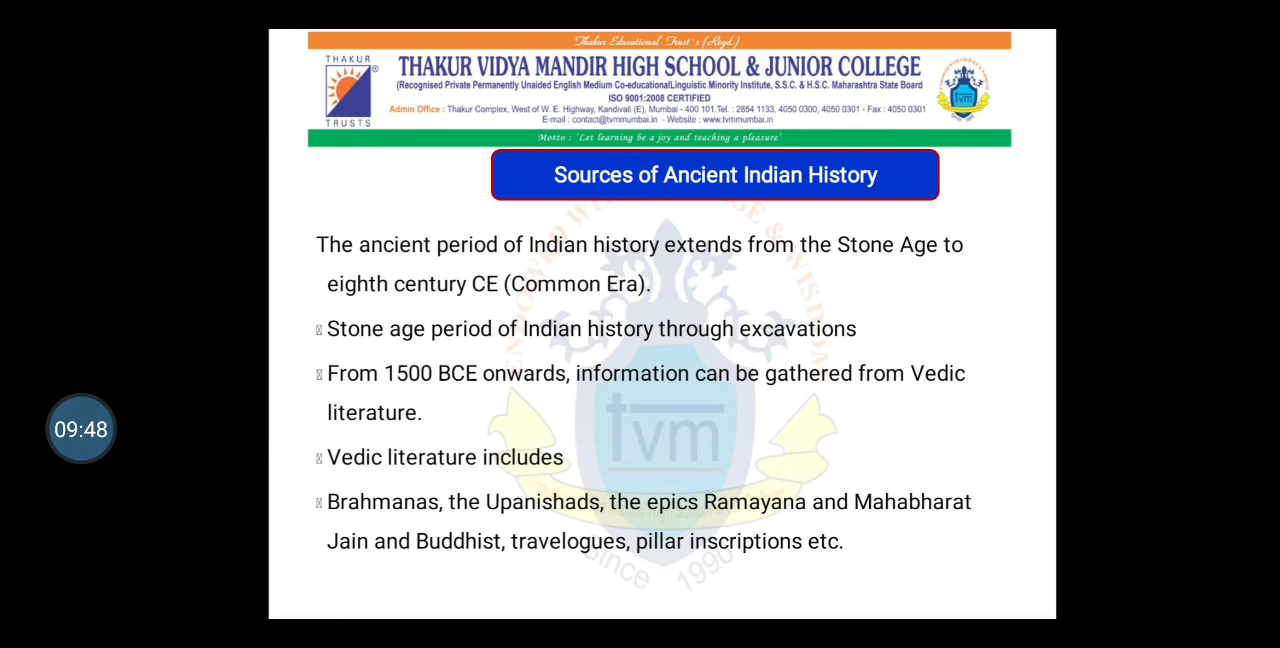 Thakur Educational Trust's (Regd.)
THAKUR
TRUSTS
THAKUR VIDYA MANDIR HIGH SCHOOL & JUNIOR COLLEGE
(Recognised Private Permanently Unaided English Medium Co-educationalLinguistic Minority Institute, S.S.C. & H.S.C. Maharashtra State Board
ISO 9001:2008 CERTIFIED
Admin Office : Thakur Complex, West of W. E. Highway, Kandivali (E), Mumbai - 400 101.Tel. : 2854 1133, 4050 0300, 4050 0301 - Fax : 4050 0301
E-mail : contact@tvmmumbai.in - Website : www.tvmmumbai.in
tvm
Motto : 'Let learning be a joy and teaching a pleasure'
Sources of Ancient Indian History
The ancient period of Indian history extends from the Stone Age to
eighth century CE (Common Era).
Stone age period of Indian history through excavations
From 1500 BCE onwards, information can be gathered from Vedic
literature.
Vedic literature includes
Brahmanas, the Upanishads, the epics Ramayana and Mahabharat
Jain and Buddhist, travelogues, pillar inscriptions etc.
09:48
tvm
Since 1990